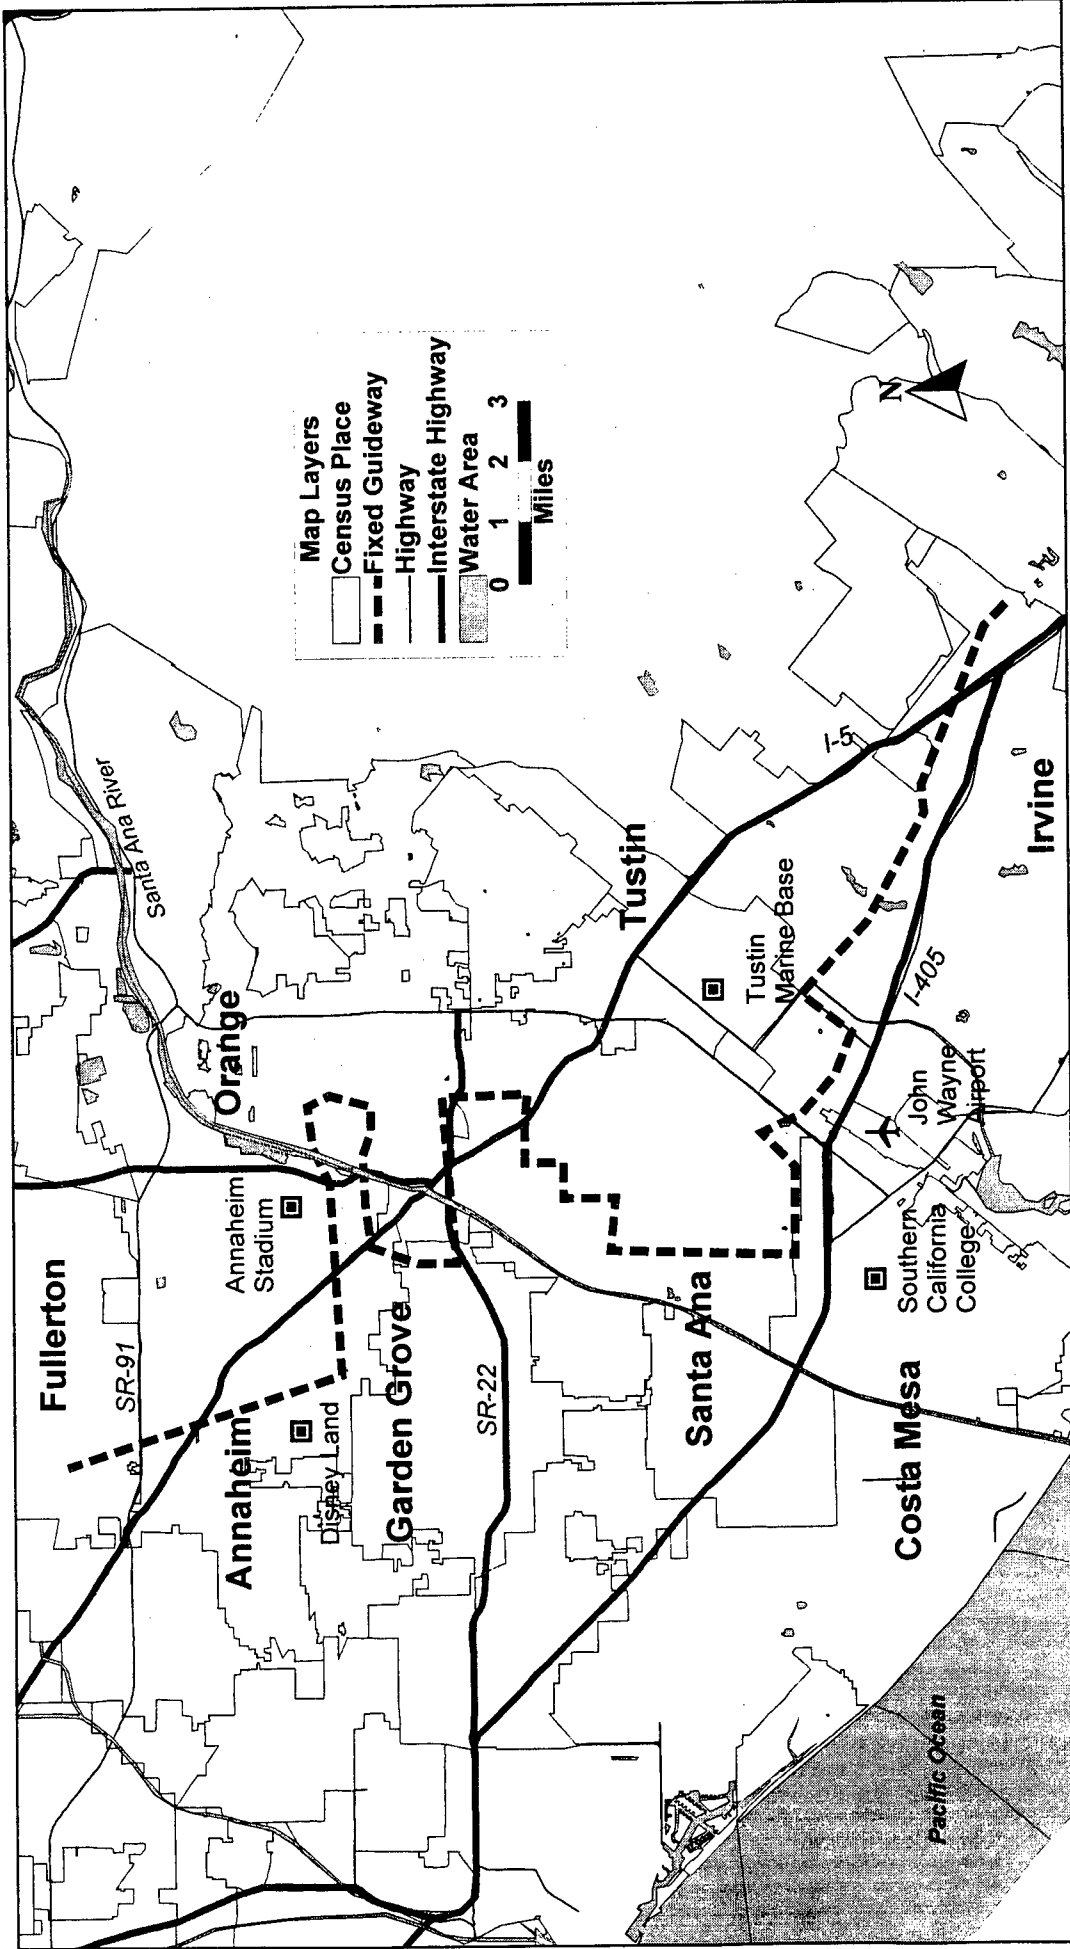 Fullerton
SR-91
Annaheim
Disney Land
Annaheim
Stadium
Garden Grove
SR-22
Orange
Santa Ana River
Santa Ana
Tustin
Tustin
Marine Base
I-5
I-405
John
Wayne
Airport
Southern
California
College
Costa Mesa
Irvine
Pacific Ocean
Map Layers
Census Place
Fixed Guideway
Highway
Interstate Highway
Water Area
0 1 2 3
Miles
N